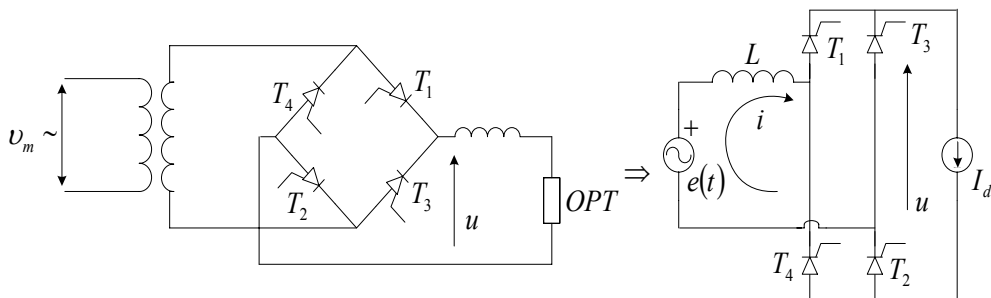 υm ~
T4
T1
T2
T3
u
OPT
⇒
L
i
+
e(t)
T1
T3
T4
T2
u
Id